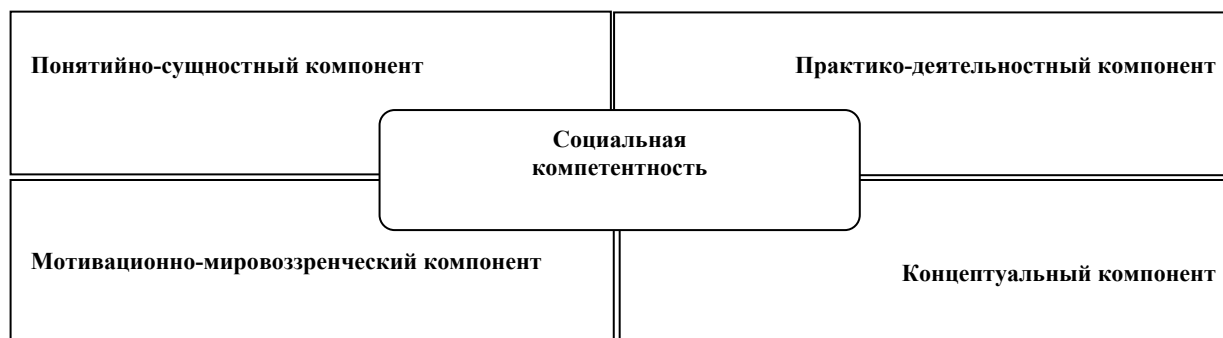 Понятийно-сущностный компонент
Практико-деятельностный компонент
Социальная
компетентность
Мотивационно-мировоззренческий компонент
Концептуальный компонент